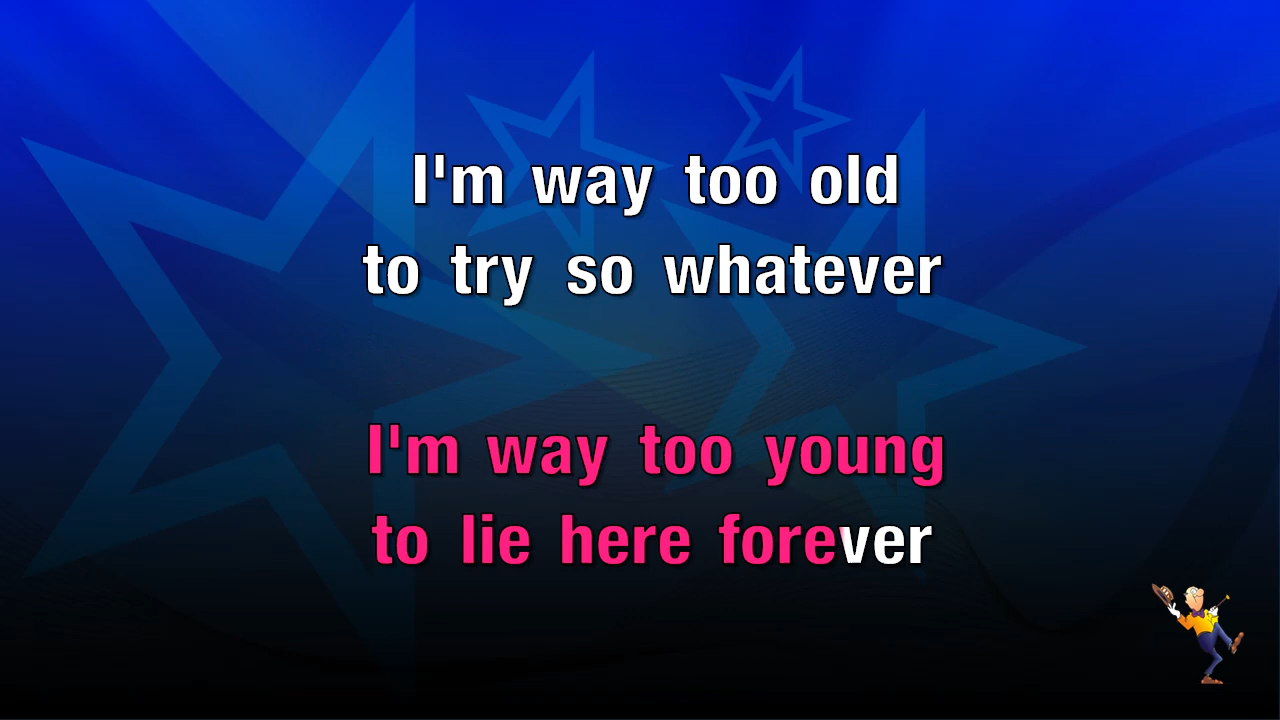 I'm way too old
to try so whatever
I'm way too young
to lie here forever